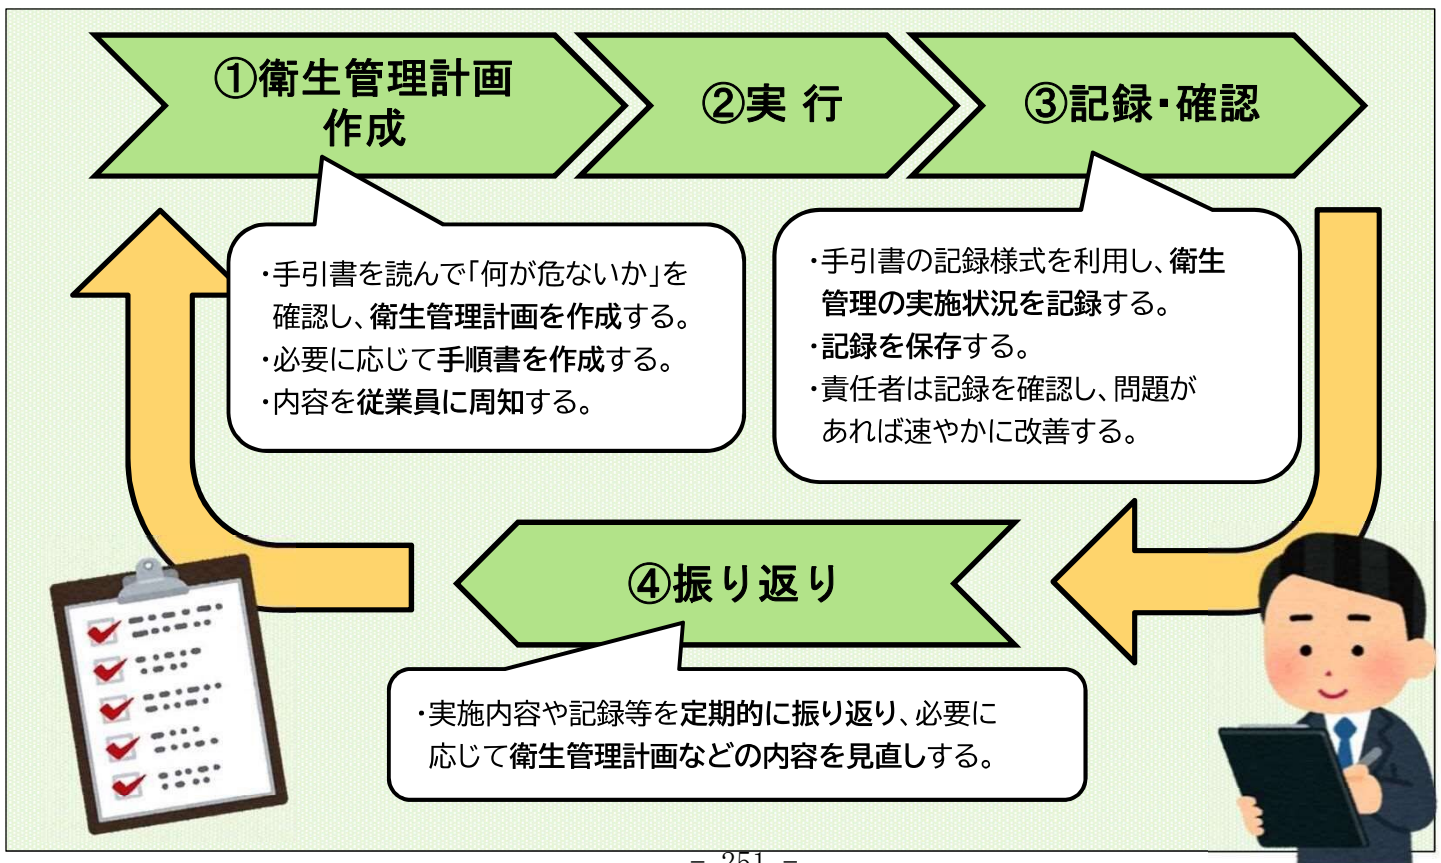 ①衛生管理計画
作成
②実 行
③記録・確認
・手引書を読んで｢何が危ないか｣を
確認し、衛生管理計画を作成する。
・必要に応じて手順書を作成する。
・内容を従業員に周知する。
・手引書の記録様式を利用し、衛生
管理の実施状況を記録する。
・記録を保存する。
・責任者は記録を確認し、問題が
あれば速やかに改善する。
④振り返り
・実施内容や記録等を定期的に振り返り、必要に
応じて衛生管理計画などの内容を見直しする。
- 251 -